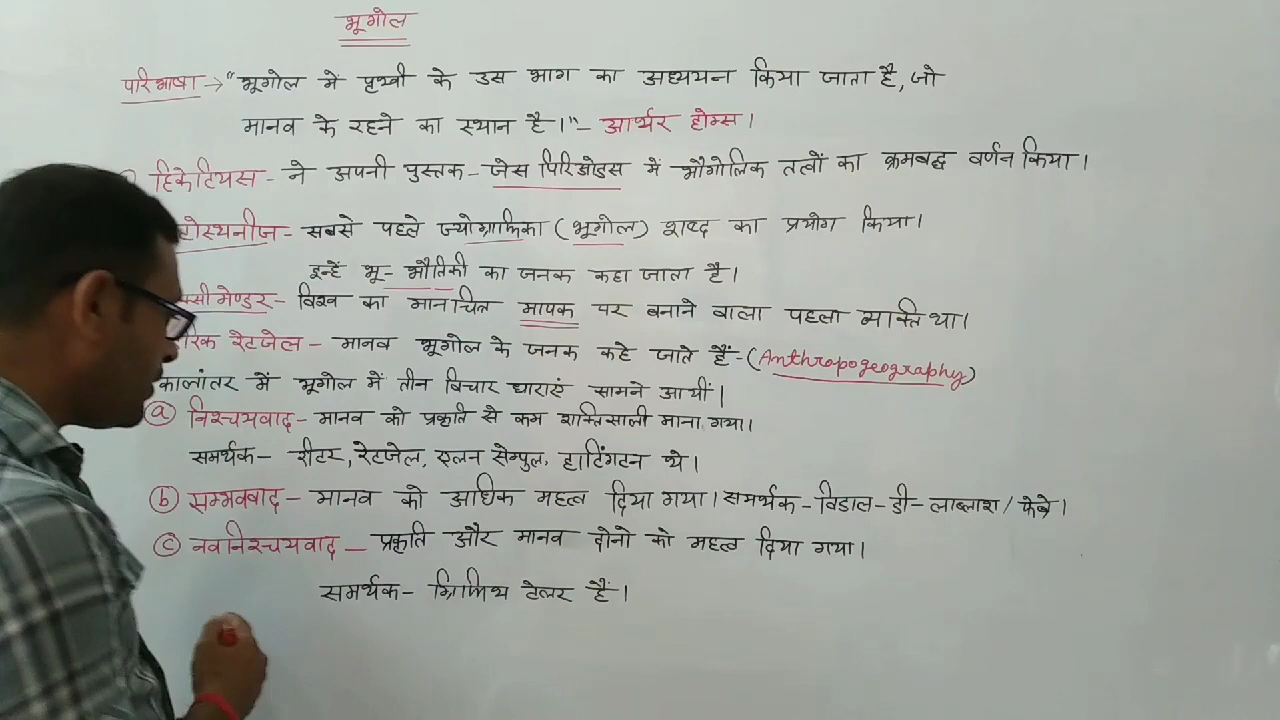 भूगोल
परिभाषा → "भूगोल में पृथ्वी के उस भाग का अध्ययन किया जाता है, जो
मानव के रहने का स्थान है।" - आर्थर होम्स।
हिकेटियस - ने अपनी पुस्तक - जेस पिरिओडस में भौगोलिक तत्वों का क्रमबद्ध वर्णन किया।
टोस्थनीज - सबसे पहले ज्योग्राफिका (भूगोल) शब्द का प्रयोग किया।
इन्हें भू - भौतिकी का जनक कहा जाता है।
सीमेण्डर - विश्व का मानचित्र मापक पर बनाने वाला पहला व्यक्ति था।
रिक रेटजेल - मानव भूगोल के जनक कहे जाते हैं - (Anthropogeography)
कालांतर में भूगोल में तीन विचार धाराएं सामने आयीं।
(a) निश्चयवाद - मानव को प्रकृति से कम शक्तिसाली माना गया।
समर्थक - रीटर, रेटजेल, एलन सेम्पुल, हाटिंगटन थे।
(b) सम्भववाद - मानव को अधिक महत्व दिया गया। समर्थक - विडाल - डी - लाब्लाश / फेब्रे।
(c) नवनिश्चयवाद - प्रकृति और मानव दोनो को महत्व दिया गया।
समर्थक - ग्रिफिथ टेलर हैं।